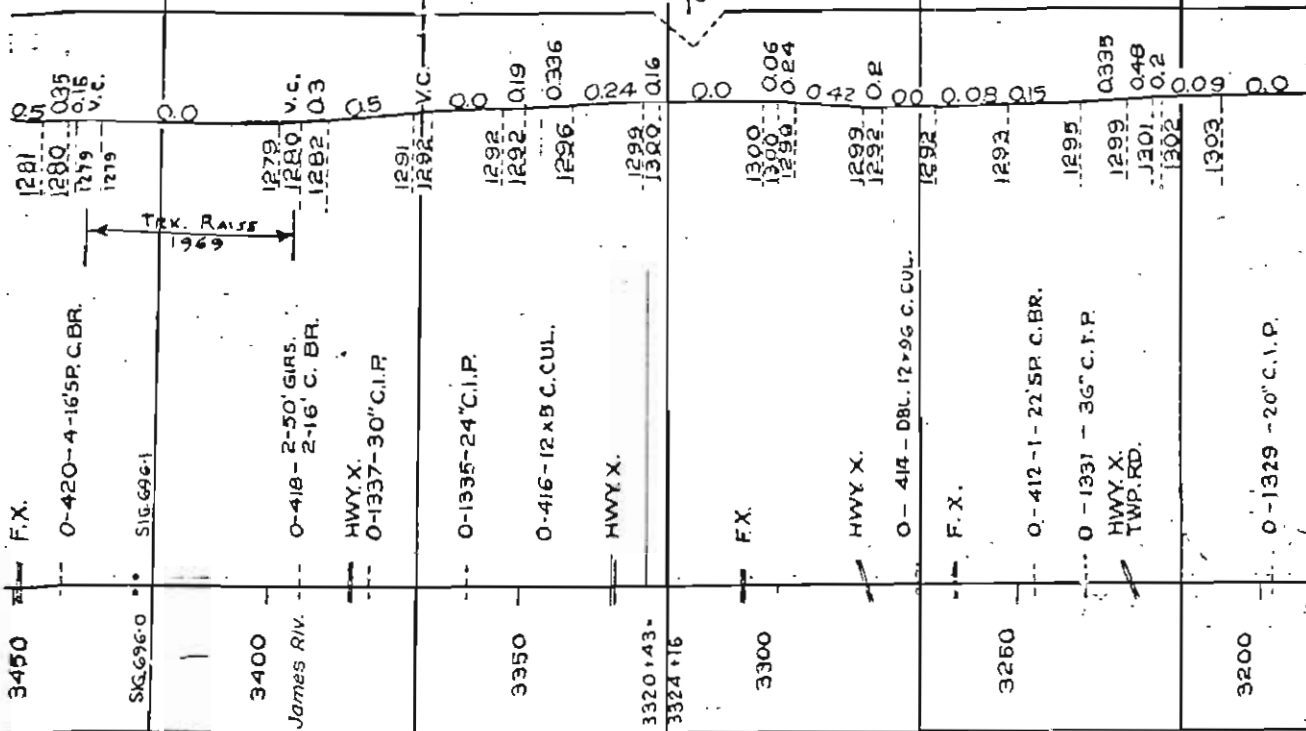 0.5
0.35
0.15
V.C.
0.0
V.C.
0.3
0.5
V.C.
0.0
0.19
0.336
0.24
0.16
0.0
0.06
0.24
0.42
0.2
0.0
0.08
0.15
0.335
0.48
0.2
0.09
0.0
1281
1280
1279
1279
1279
1280
1282
1291
1292
1292
1292
1296
1299
1300
1300
1300
1299
1292
1292
1293
1295
1299
1301
1302
1303
TRK. RAISE
1969
F.X.
0-420-4-16'SP. C. BR.
SIG.696-1
0-418- 2-50' GIRS.
2-16' C. BR.
HWY. X.
0-1337-30"C.I.P.
0-1335-24"C.I.P.
0-416-12x8 C. CUL.
HWY. X.
F.X.
HWY. X.
0-414-DBL. 12x96 C. CUL.
F.X.
0-412-1-22'SP. C. BR.
0-1331-36"C.I.P.
HWY. X.
TWP. RD.
0-1329-20"C.I.P.
3450
SIG.696-0
3400
James Riv.
3350
3320+43=
3324+16
3300
3250
3200